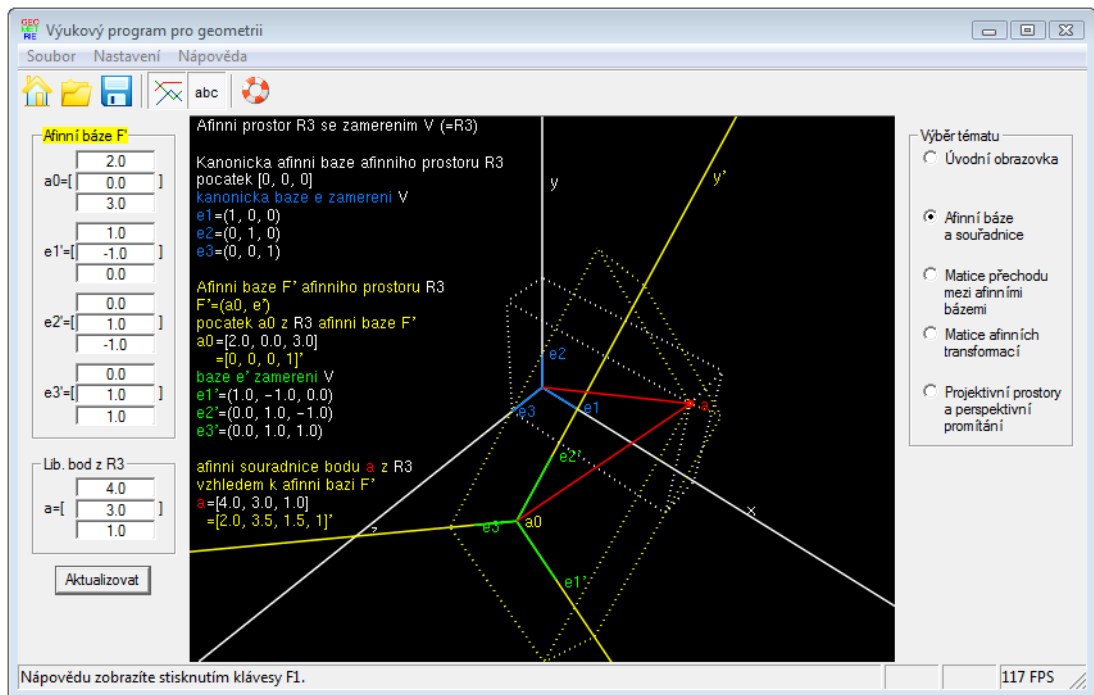 GEO
MET
RIE
Výukový program pro geometrii
Soubor Nastavení Nápověda
abc
Afinní báze F'
2.0
a0=[ 0.0 ]
3.0
1.0
e1'=[ -1.0 ]
0.0
0.0
e2'=[ 1.0 ]
-1.0
0.0
e3'=[ 1.0 ]
1.0
Lib. bod z R3
4.0
a=[ 3.0 ]
1.0
Aktualizovat
Afinni prostor R3 se zamerenim V (=R3)
Kanonicka afinni baze afinniho prostoru R3
pocatek [0, 0, 0]
kanonicka baze e zamereni V
e1=(1, 0, 0)
e2=(0, 1, 0)
e3=(0, 0, 1)
Afinni baze F' afinniho prostoru R3
F'=(a0, e')
pocatek a0 z R3 afinni baze F'
a0=[2.0, 0.0, 3.0]
=[0, 0, 0, 1]'
baze e' zamereni V
e1'=(1.0, -1.0, 0.0)
e2'=(0.0, 1.0, -1.0)
e3'=(0.0, 1.0, 1.0)
afinni souradnice bodu a z R3
vzhledem k afinni bazi F'
a=[4.0, 3.0, 1.0]
=[2.0, 3.5, 1.5, 1]'
y
y'
e2
e3
e1
a
e2'
x
z
e3'
a0
e1'
Výběr tématu
Úvodní obrazovka
Afinní báze
a souřadnice
Matice přechodu
mezi afinními
bázemi
Matice afinních
transformací
Projektivní prostory
a perspektivní
promítání
Nápovědu zobrazíte stisknutím klávesy F1.
117 FPS